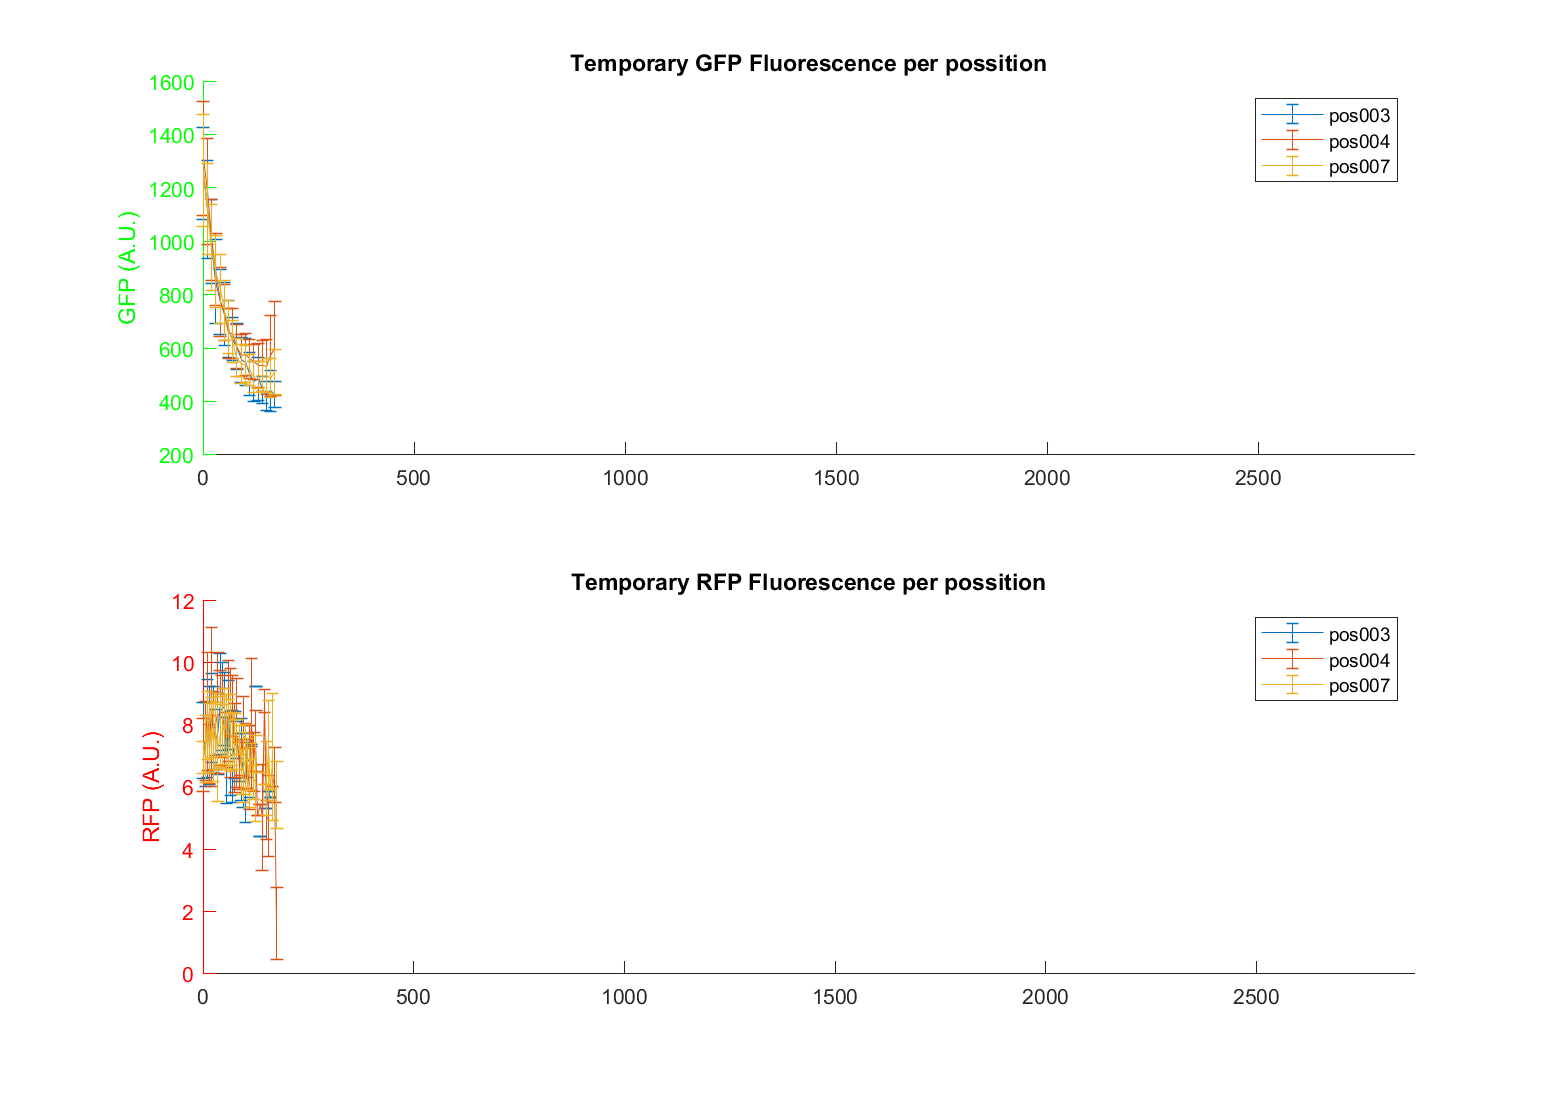 Temporary GFP Fluorescence per possition
1600
1400
1200
1000
800
600
400
200
GFP (A.U.)
pos003
pos004
pos007
0 500 1000 1500 2000 2500
Temporary RFP Fluorescence per possition
12
10
8
6
4
2
0
RFP (A.U.)
pos003
pos004
pos007
0 500 1000 1500 2000 2500